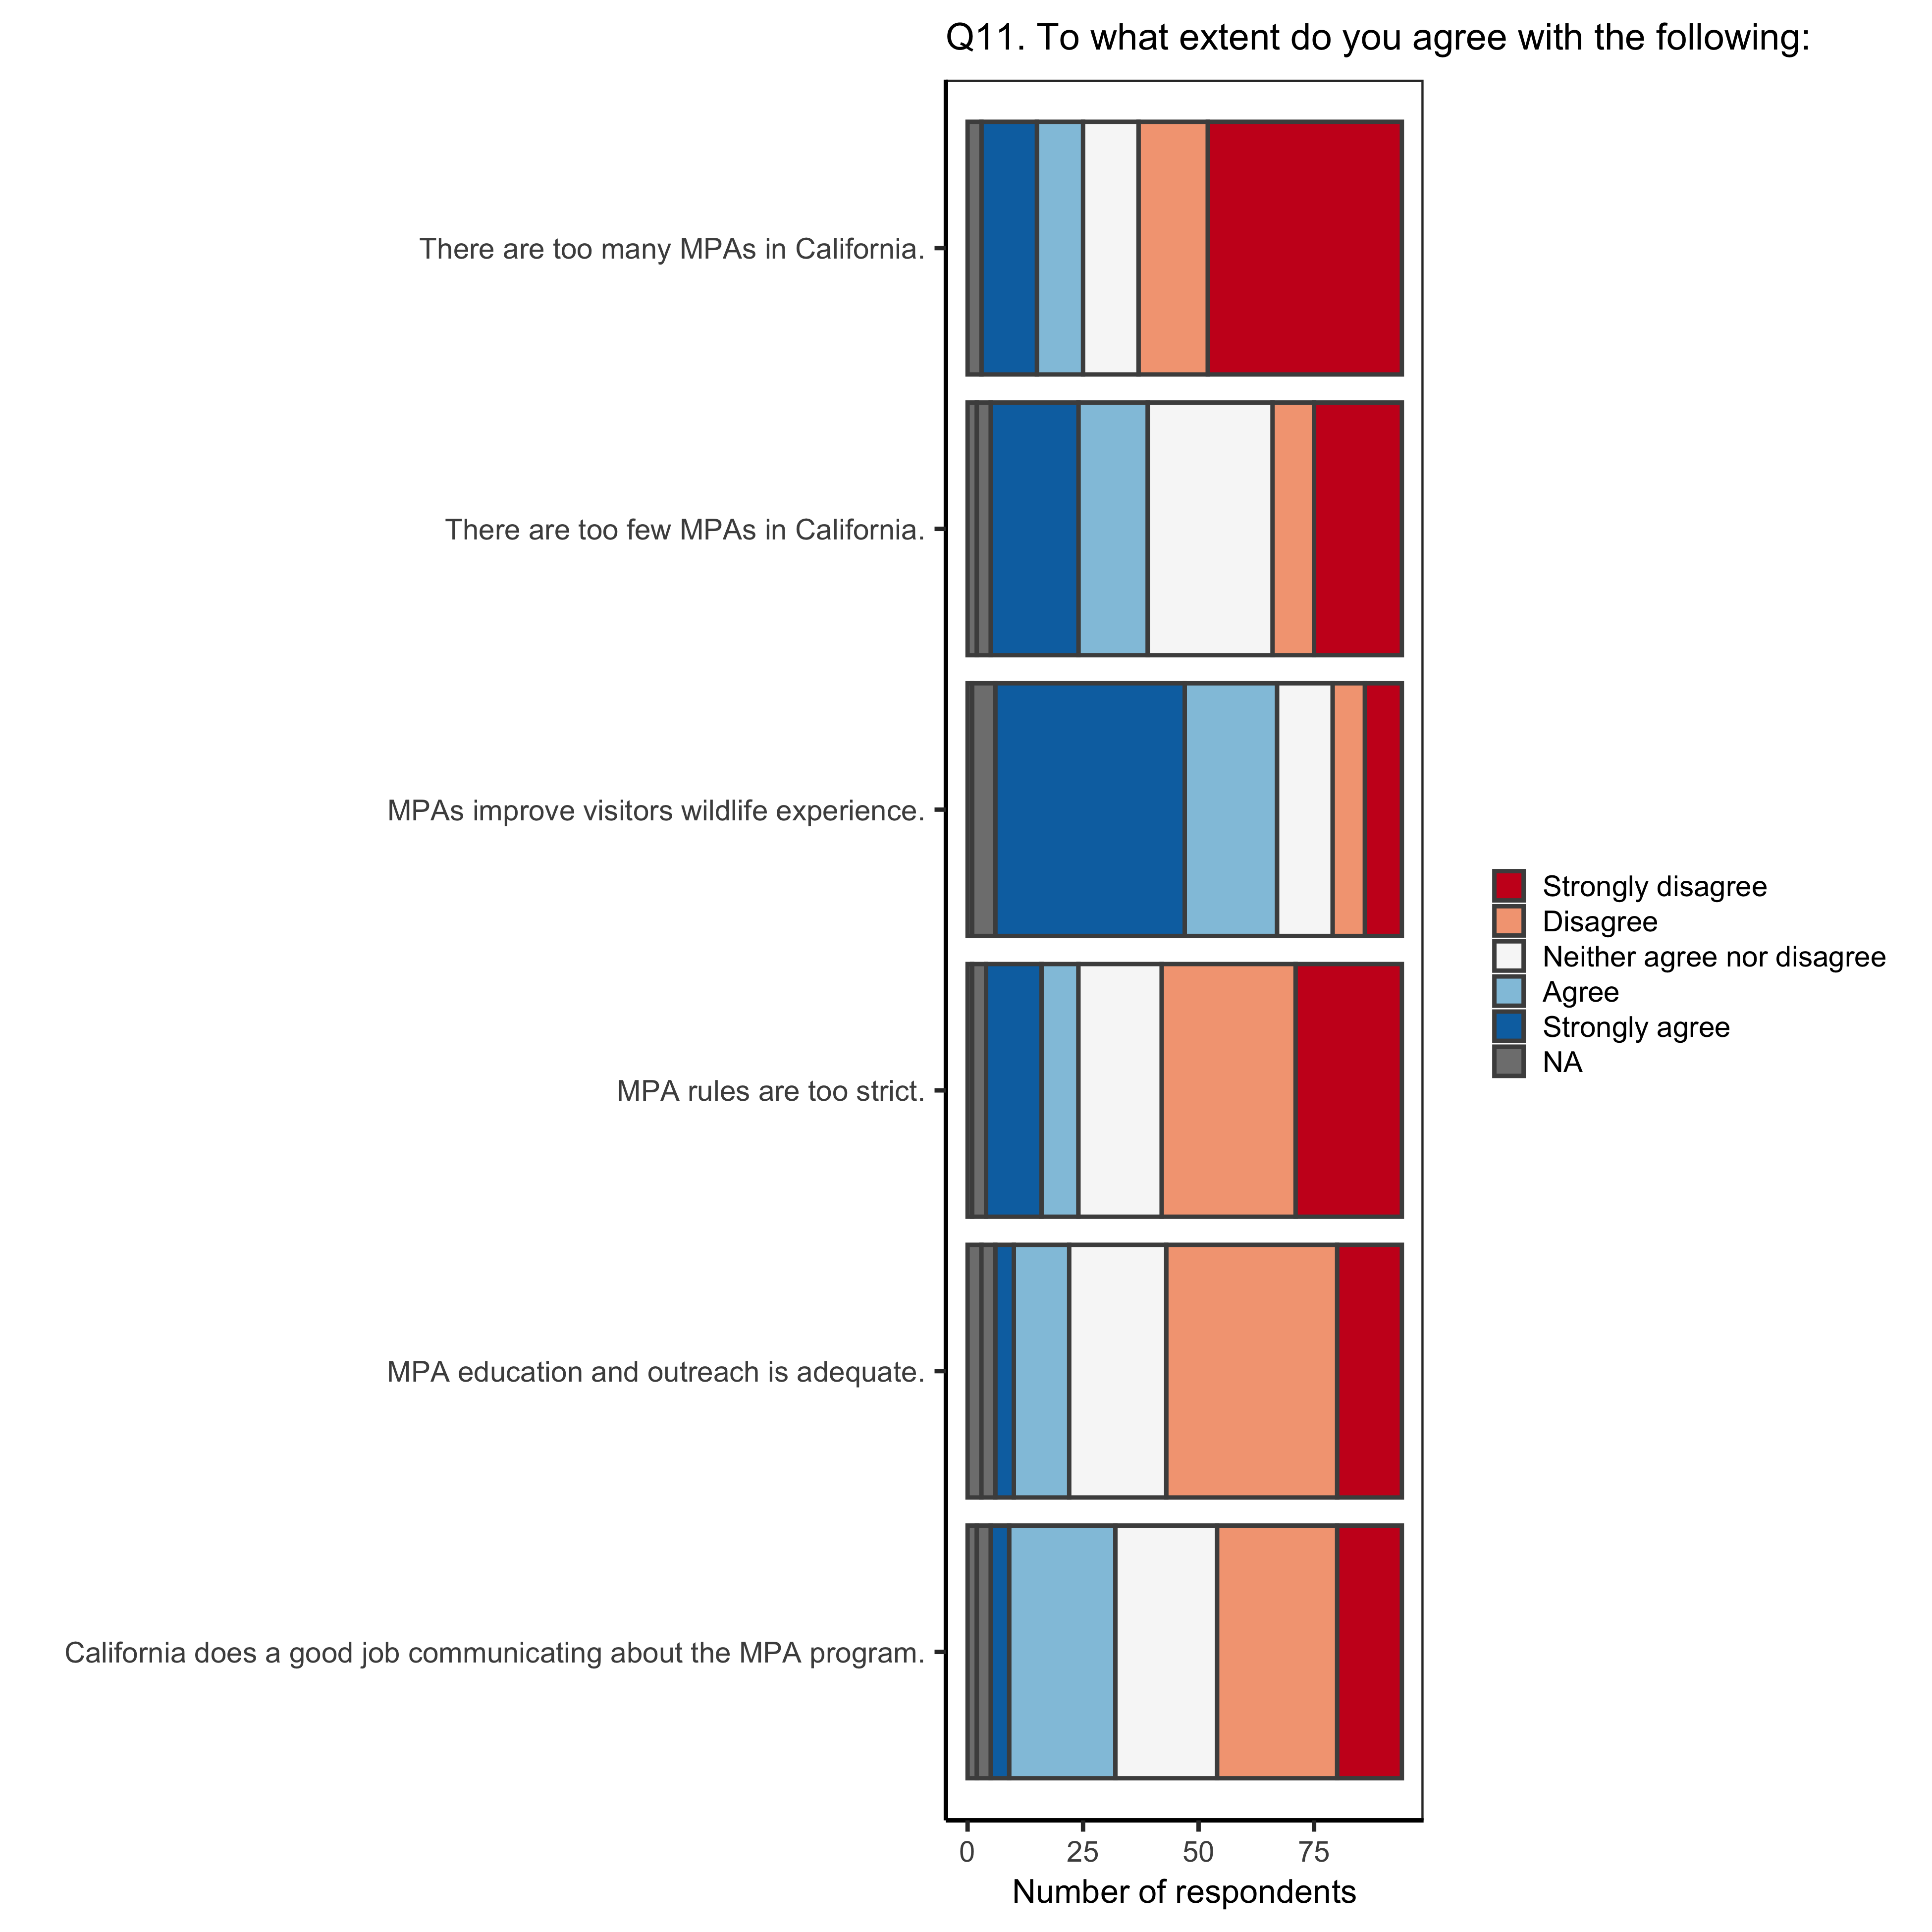 Q11. To what extent do you agree with the following:
There are too many MPAs in California.
There are too few MPAs in California.
MPAs improve visitors wildlife experience.
MPA rules are too strict.
MPA education and outreach is adequate.
California does a good job communicating about the MPA program.
0 25 50 75
Number of respondents
Strongly disagree
Disagree
Neither agree nor disagree
Agree
Strongly agree
NA